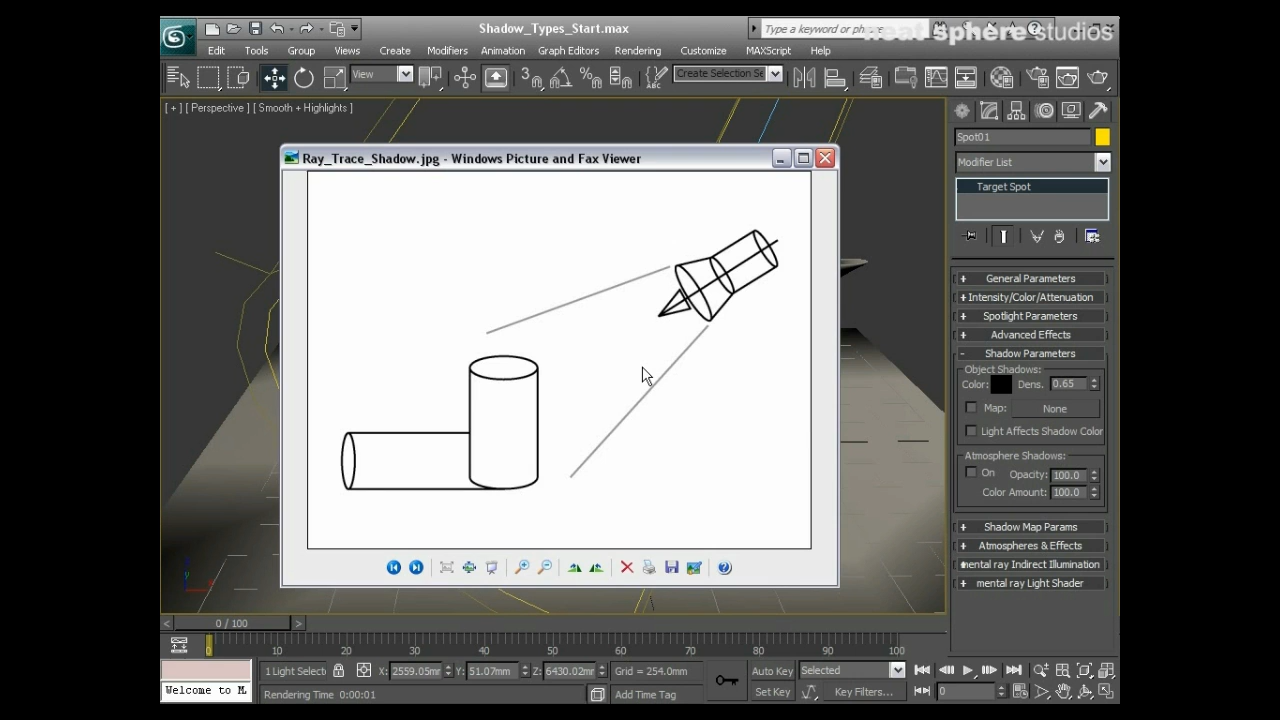 Shadow_Types_Start.max
Type a keyword or phrase
neat sphere studios
Edit Tools Group Views Create Modifiers Animation Graph Editors Rendering Customize MAXScript Help
View
3
Create Selection Se
[ + ] [ Perspective ] [ Smooth + Highlights ]
Ray_Trace_Shadow.jpg - Windows Picture and Fax Viewer
Spot01
Modifier List
Target Spot
+ General Parameters
+ Intensity/Color/Attenuation
+ Spotlight Parameters
+ Advanced Effects
- Shadow Parameters
Object Shadows:
Color: Dens. 0.65
Map: None
Light Affects Shadow Color
Atmosphere Shadows:
On Opacity: 100.0
Color Amount: 100.0
+ Shadow Map Params
+ Atmospheres & Effects
+ mental ray Indirect Illumination
+ mental ray Light Shader
< 0 / 100 >
0 10 20 30 40 50 60 70 80 90 100
1 Light Select X: 2559.05mm Y: 51.07mm Z: 6430.02mm Grid = 254.0mm Auto Key Selected
Welcome to M
Rendering Time 0:00:01 Add Time Tag Set Key Key Filters... 0